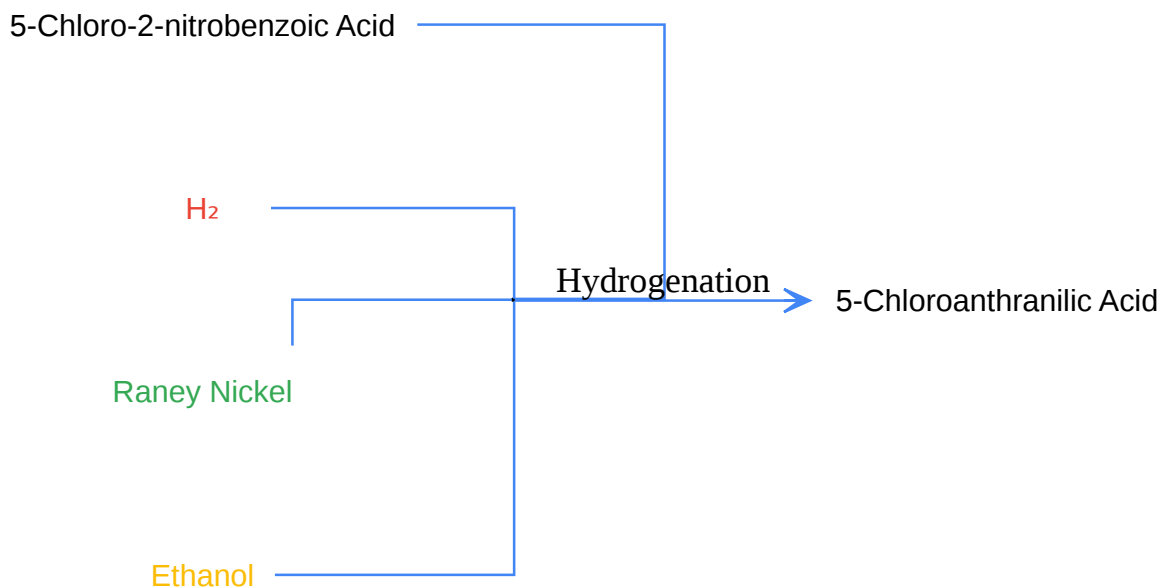 5-Chloro-2-nitrobenzoic Acid
H₂
Hydrogenation
5-Chloroanthranilic Acid
Raney Nickel
Ethanol